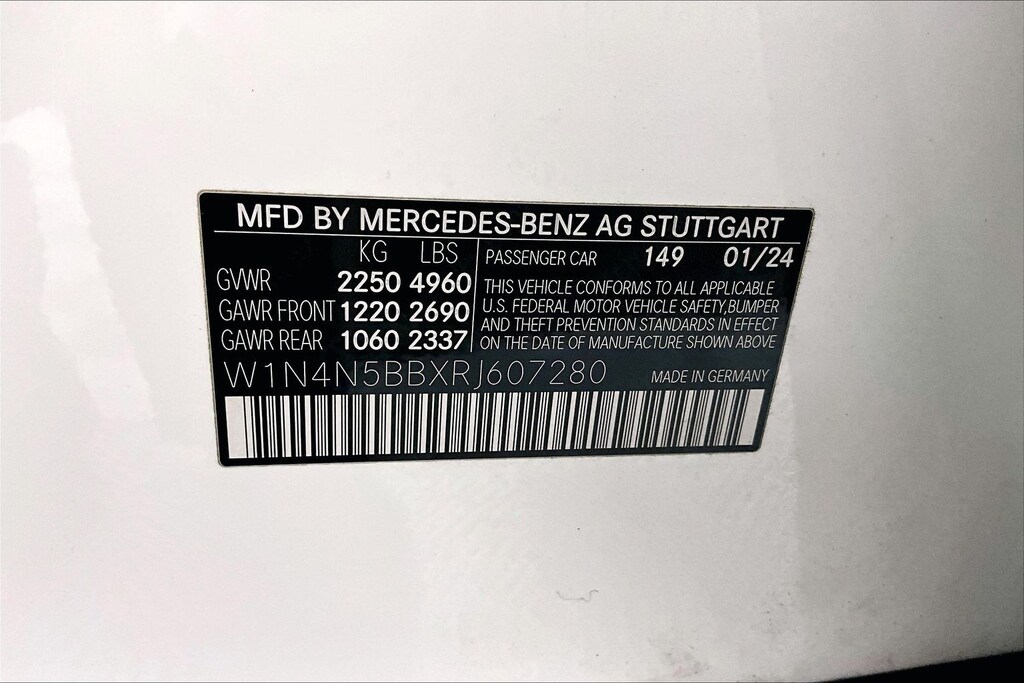 MFD BY MERCEDES-BENZ AG STUTTGART
KG LBS
GVWR 2250 4960
GAWR FRONT 1220 2690
GAWR REAR 1060 2337
PASSENGER CAR 149 01/24
THIS VEHICLE CONFORMS TO ALL APPLICABLE
U.S. FEDERAL MOTOR VEHICLE SAFETY, BUMPER
AND THEFT PREVENTION STANDARDS IN EFFECT
ON THE DATE OF MANUFACTURE SHOWN ABOVE
W1N4N5BBXRJ607280 MADE IN GERMANY